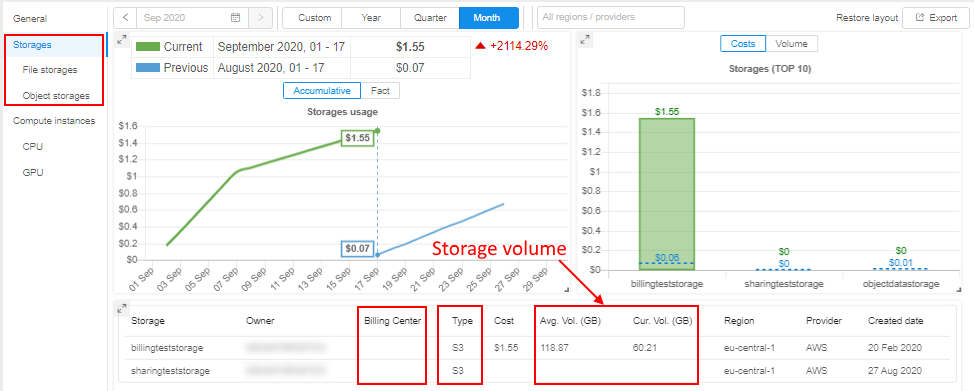 General
Storages
File storages
Object storages
Compute instances
CPU
GPU
Sep 2020
Custom Year Quarter Month
All regions / providers
Restore layout
Export
Current September 2020, 01 - 17 $1.55 +2114.29%
Previous August 2020, 01 - 17 $0.07
Accumulative Fact
Storages usage
$1.6
$1.4
$1.2
$1
$0.8
$0.6
$0.4
$0.2
$0
$1.55
$0.07
01 Sep 03 Sep 05 Sep 07 Sep 09 Sep 11 Sep 13 Sep 15 Sep 17 Sep 19 Sep 21 Sep 23 Sep 25 Sep 27 Sep 29 Sep
Costs Volume
Storages (TOP 10)
$1.8
$1.6
$1.4
$1.2
$1
$0.8
$0.6
$0.4
$0.2
$0
$1.55
$0.06
$0
$0
$0
$0.01
billingteststorage sharingteststorage objectdatastorage
Storage volume
Storage Owner Billing Center Type Cost Avg. Vol. (GB) Cur. Vol. (GB) Region Provider Created date
billingteststorage S3 $1.55 118.87 60.21 eu-central-1 AWS 20 Feb 2020
sharingteststorage S3 eu-central-1 AWS 27 Aug 2020